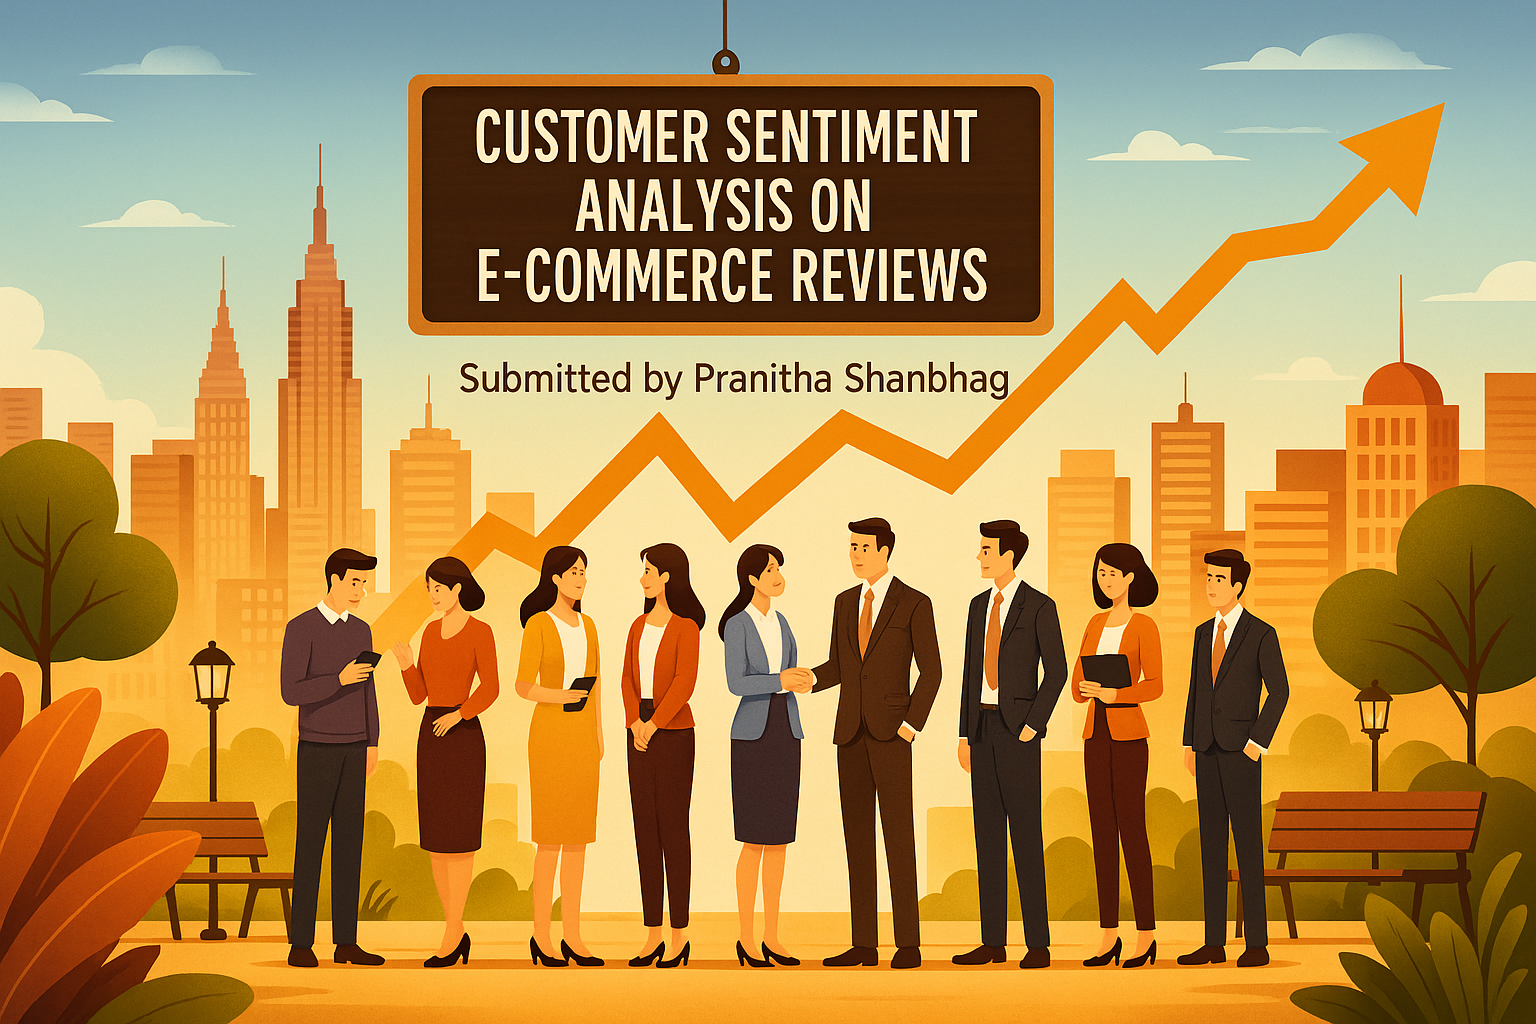 CUSTOMER SENTIMENT
ANALYSIS ON
E-COMMERCE REVIEWS
Submitted by Pranitha Shanbhag